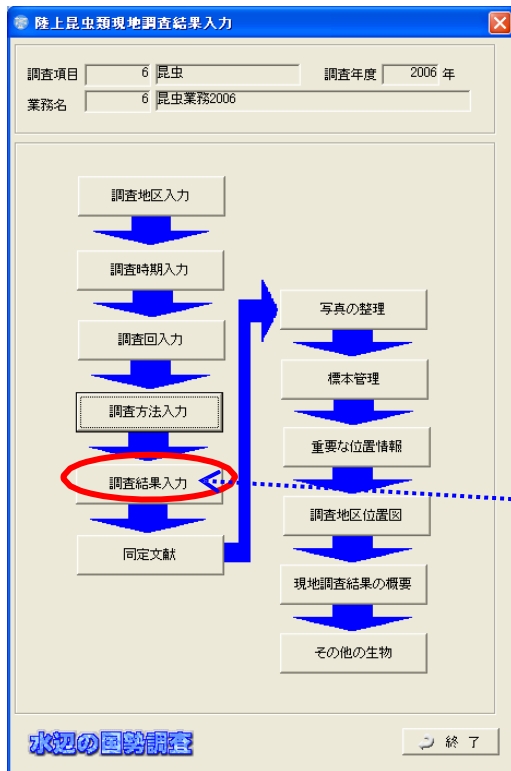 陸上昆虫類現地調査結果入力
調査項目 6 昆虫 調査年度 2006 年
業務名 6 昆虫業務2006
調査地区入力
調査時期入力
調査回入力
調査方法入力
調査結果入力
同定文献
写真の整理
標本管理
重要な位置情報
調査地区位置図
現地調査結果の概要
その他の生物
水辺の国勢調査
終 了